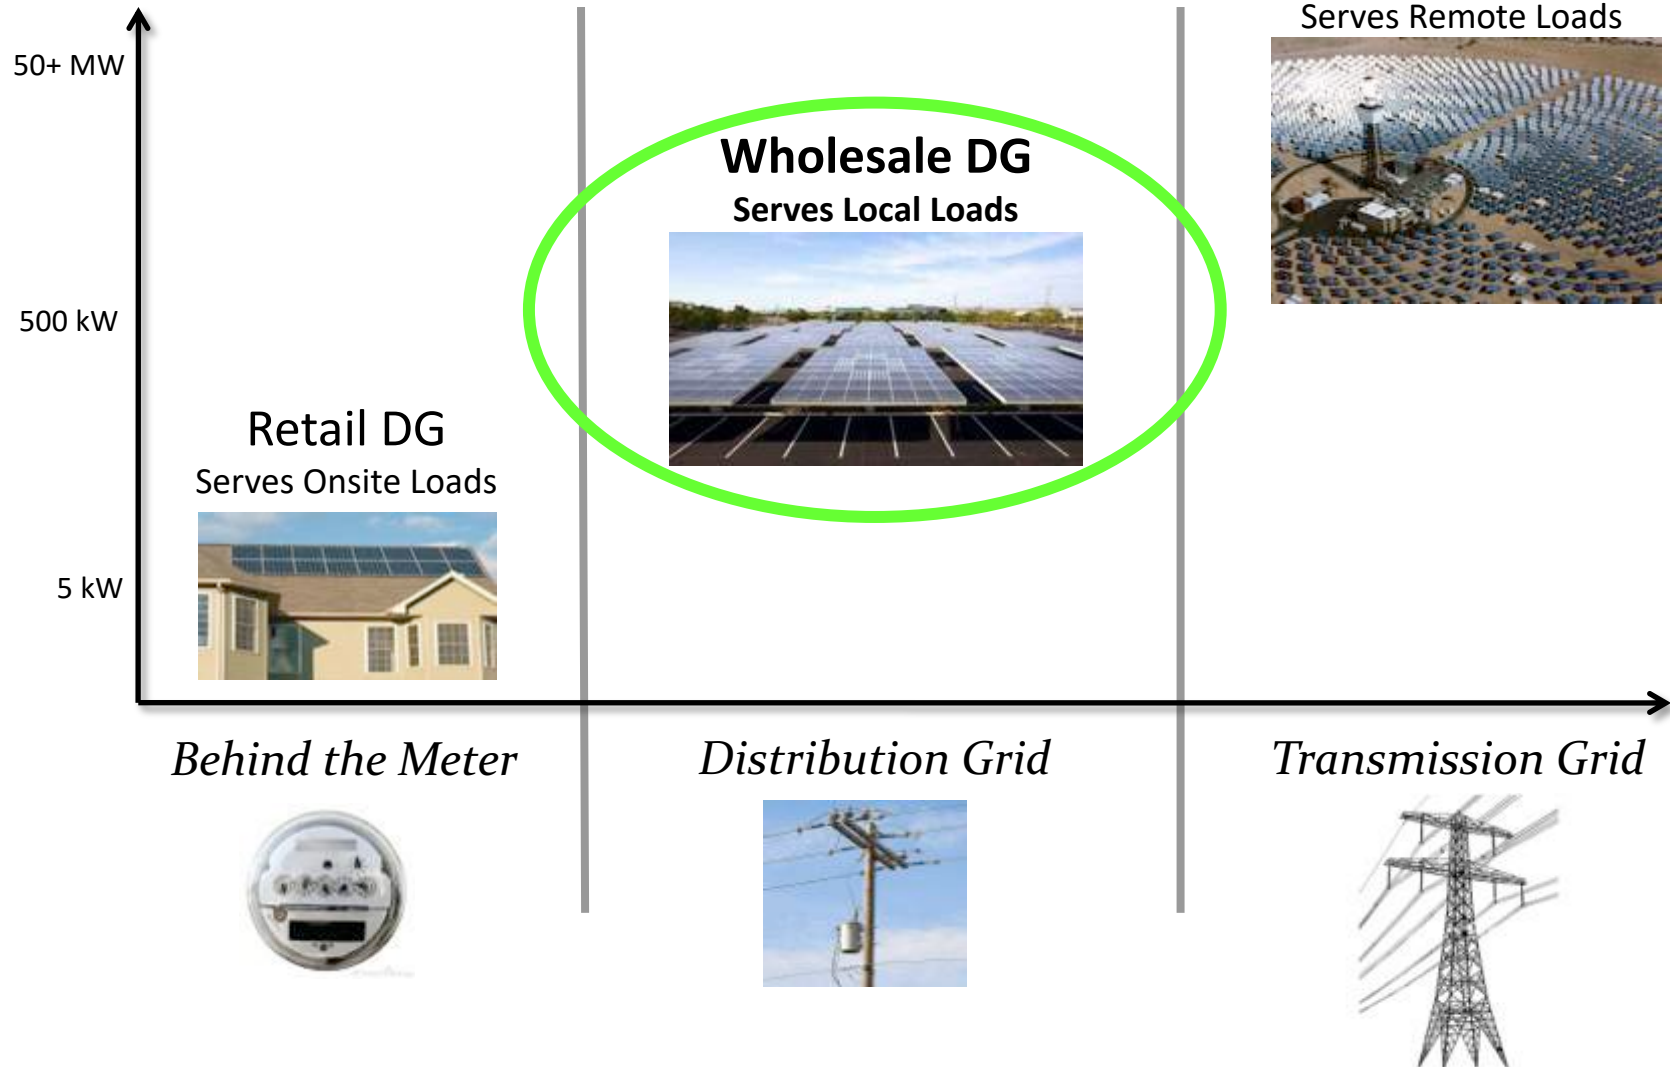 Serves Remote Loads
50+ MW
Wholesale DG
Serves Local Loads
500 kW
Retail DG
Serves Onsite Loads
5 kW
Behind the Meter
Distribution Grid
Transmission Grid